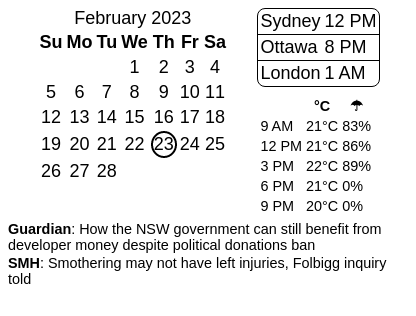 February 2023
Su Mo Tu We Th Fr Sa
1 2 3 4
5 6 7 8 9 10 11
12 13 14 15 16 17 18
19 20 21 22 23 24 25
26 27 28
Sydney 12 PM
Ottawa 8 PM
London 1 AM
°C ☂
9 AM 21°C 83%
12 PM 21°C 86%
3 PM 22°C 89%
6 PM 21°C 0%
9 PM 20°C 0%
Guardian: How the NSW government can still benefit from
developer money despite political donations ban
SMH: Smothering may not have left injuries, Folbigg inquiry
told